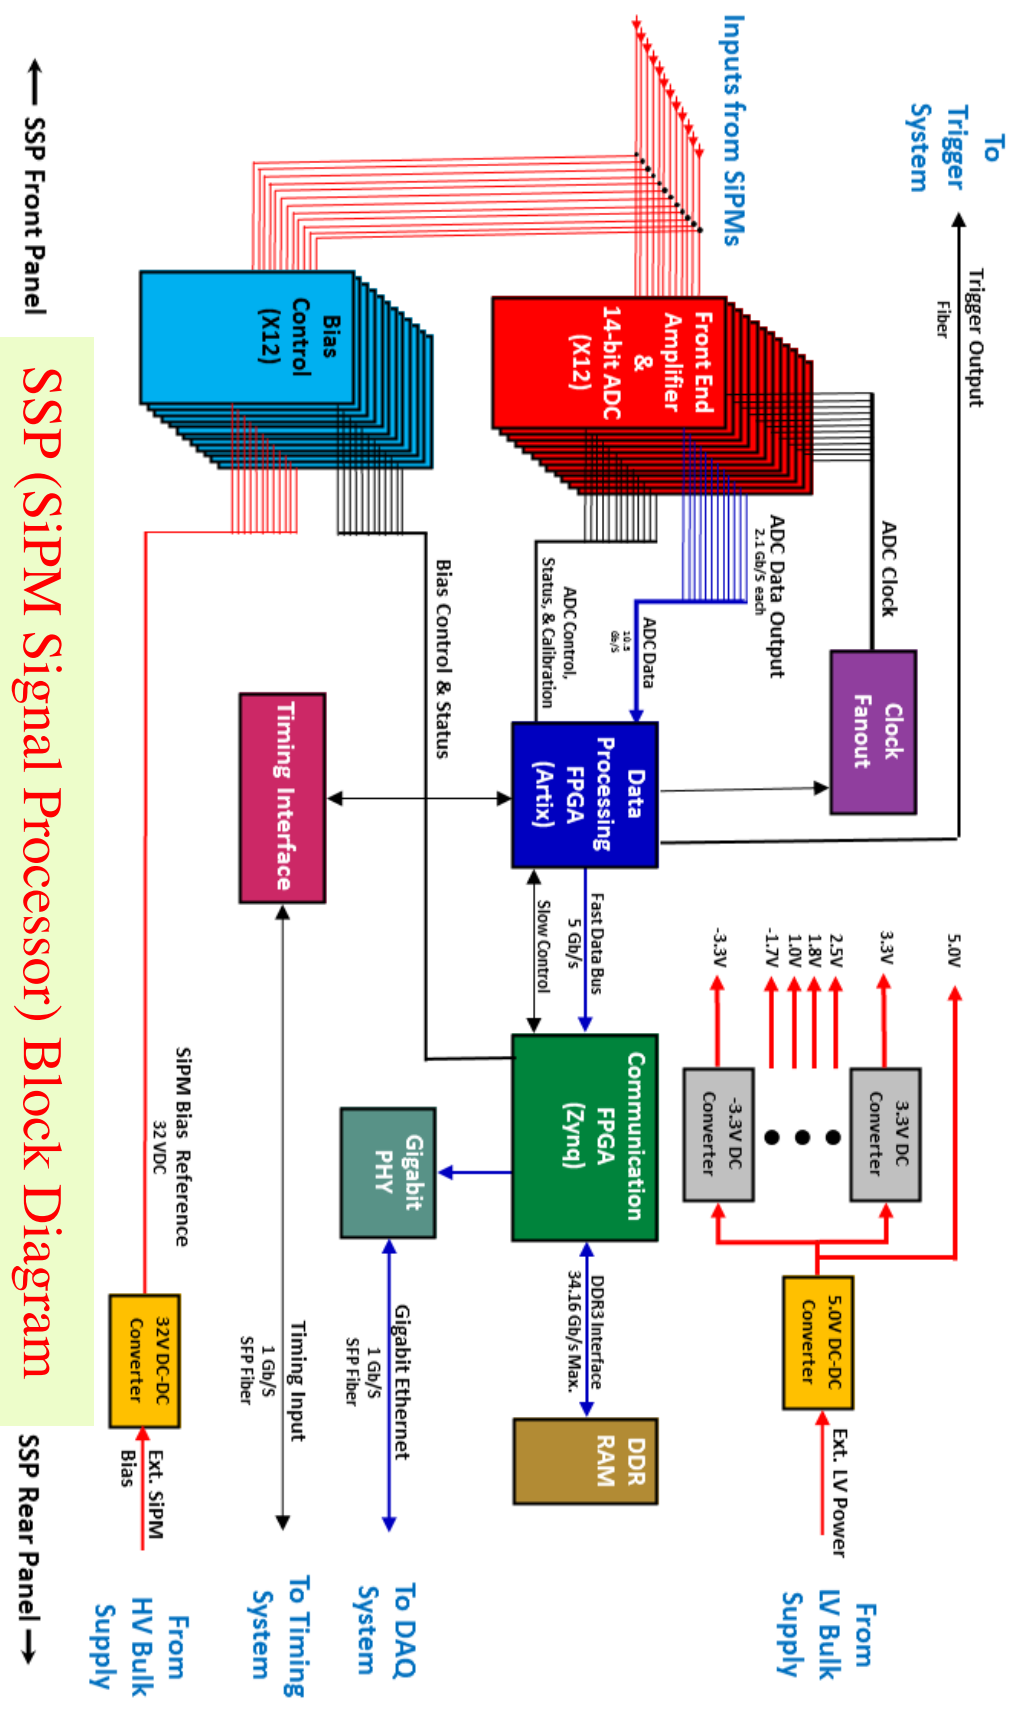 To
Trigger
System
Trigger Output
Fiber
Inputs from SiPMs
Front End
Amplifier
&
14-bit ADC
(X12)
ADC Clock
Clock
Fanout
ADC Data Output
2.1 Gb/S each
ADC Data
10.5
Gb/S
ADC Control,
Status, & Calibration
Data
Processing
FPGA
(Artix)
Fast Data Bus
5 Gb/s
Slow Control
Communication
FPGA
(Zynq)
DDR3 Interface
34.16 Gb/s Max.
DDR
RAM
5.0V
3.3V
2.5V
1.8V
1.0V
-1.7V
-3.3V
3.3V DC
Converter
-3.3V DC
Converter
5.0V DC-DC
Converter
Ext. LV Power
From
LV Bulk
Supply
Bias
Control
(X12)
Bias Control & Status
Timing Interface
Gigabit
PHY
Gigabit Ethernet
1 Gb/S
SFP Fiber
To DAQ
System
Timing Input
1 Gb/S
SFP Fiber
To Timing
System
SiPM Bias Reference
32 VDC
32V DC-DC
Converter
Ext. SiPM
Bias
From
HV Bulk
Supply
← SSP Front Panel
SSP (SiPM Signal Processor) Block Diagram
SSP Rear Panel →